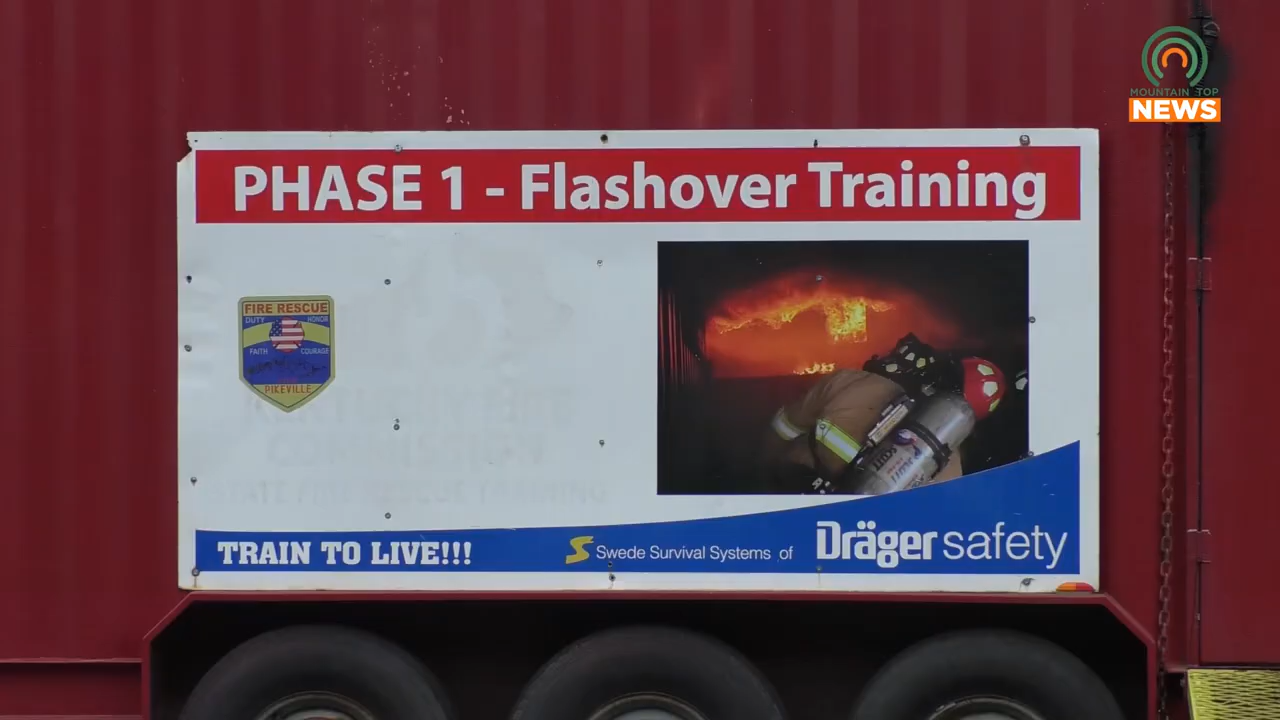 MOUNTAIN TOP
NEWS
PHASE 1 - Flashover Training
FIRE RESCUE
DUTY
HONOR
FAITH
COURAGE
PIKEVILLE
TRAIN TO LIVE!!!
Swede Survival Systems of
Dräger safety